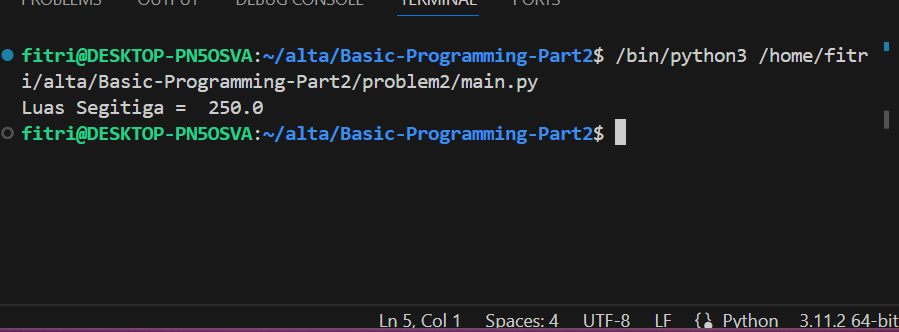 PROBLEMS OUTPUT DEBUG CONSOLE TERMINAL PORTS
fitri@DESKTOP-PN5OSVA:~/alta/Basic-Programming-Part2$ /bin/python3 /home/fitr
i/alta/Basic-Programming-Part2/problem2/main.py
Luas Segitiga =  250.0
fitri@DESKTOP-PN5OSVA:~/alta/Basic-Programming-Part2$
Ln 5, Col 1 Spaces: 4 UTF-8 LF Python 3.11.2 64-bit